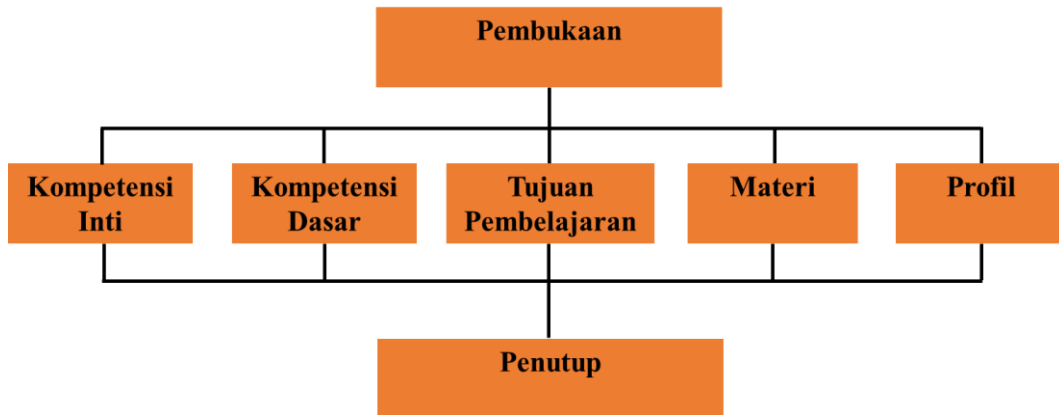 Pembukaan
Kompetensi
Inti
Kompetensi
Dasar
Tujuan
Pembelajaran
Materi
Profil
Penutup